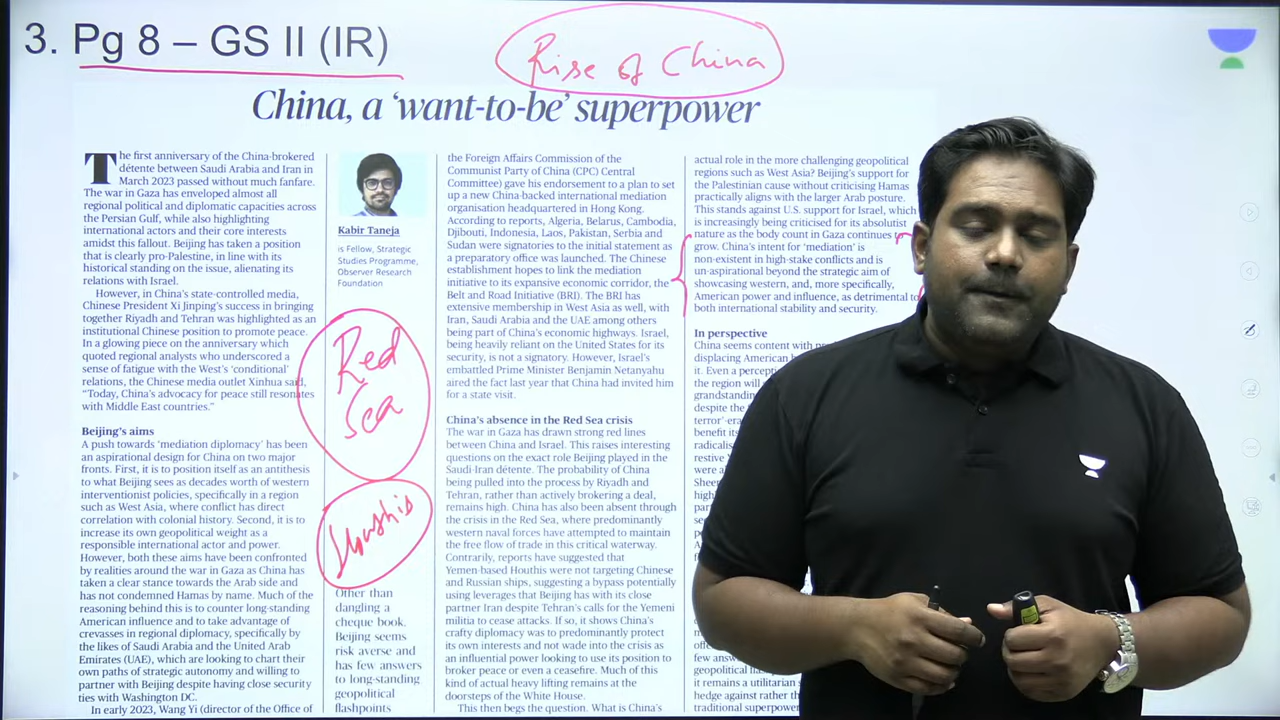 3. Pg 8 – GS II (IR)
Rise of China
China, a ‘want-to-be’ superpower
The first anniversary of the China-brokered
détente between Saudi Arabia and Iran in
March 2023 passed without much fanfare.
The war in Gaza has enveloped almost all
regional political and diplomatic capacities across
the Persian Gulf, while also highlighting
international actors and their core interests
amidst this fallout. Beijing has taken a position
that is clearly pro-Palestine, in line with its
historical standing on the issue, alienating its
relations with Israel.
However, in China’s state-controlled media,
Chinese President Xi Jinping’s success in bringing
together Riyadh and Tehran was highlighted as an
institutional Chinese position to promote peace.
In a glowing piece on the anniversary which
quoted regional analysts who underscored a
sense of fatigue with the West’s ‘conditional’
relations, the Chinese media outlet Xinhua said,
“Today, China’s advocacy for peace still resonates
with Middle East countries.”
Beijing’s aims
A push towards ‘mediation diplomacy’ has been
an aspirational design for China on two major
fronts. First, it is to position itself as an antithesis
to what Beijing sees as decades worth of western
interventionist policies, specifically in a region
such as West Asia, where conflict has direct
correlation with colonial history. Second, it is to
increase its own geopolitical weight as a
responsible international actor and power.
However, both these aims have been confronted
by realities around the war in Gaza as China has
taken a clear stance towards the Arab side and
has not condemned Hamas by name. Much of the
reasoning behind this is to counter long-standing
American influence and to take advantage of
crevasses in regional diplomacy, specifically by
the likes of Saudi Arabia and the United Arab
Emirates (UAE), which are looking to chart their
own paths of strategic autonomy and willing to
partner with Beijing despite having close security
ties with Washington DC.
In early 2023, Wang Yi (director of the Office of
Kabir Taneja
is Fellow, Strategic
Studies Programme,
Observer Research
Foundation
Red
Sea
Houthis
Other than
dangling a
cheque book,
Beijing seems
risk averse and
has few answers
to long-standing
geopolitical
flashpoints
the Foreign Affairs Commission of the
Communist Party of China (CPC) Central
Committee) gave his endorsement to a plan to set
up a new China-backed international mediation
organisation headquartered in Hong Kong.
According to reports, Algeria, Belarus, Cambodia,
Djibouti, Indonesia, Laos, Pakistan, Serbia and
Sudan were signatories to the initial statement as
a preparatory office was launched. The Chinese
establishment hopes to link the mediation
initiative to its expansive economic corridor, the
Belt and Road Initiative (BRI). The BRI has
extensive membership in West Asia as well, with
Iran, Saudi Arabia and the UAE among others
being part of China’s economic highways. Israel,
being heavily reliant on the United States for its
security, is not a signatory. However, Israel’s
embattled Prime Minister Benjamin Netanyahu
aired the fact last year that China had invited him
for a state visit.
China’s absence in the Red Sea crisis
The war in Gaza has drawn strong red lines
between China and Israel. This raises interesting
questions on the exact role Beijing played in the
Saudi-Iran détente. The probability of China
being pulled into the process by Riyadh and
Tehran, rather than actively brokering a deal,
remains high. China has also been absent through
the crisis in the Red Sea, where predominantly
western naval forces have attempted to maintain
the free flow of trade in this critical waterway.
Contrarily, reports have suggested that
Yemen-based Houthis were not targeting Chinese
and Russian ships, suggesting a bypass potentially
using leverages that Beijing has with its close
partner Iran despite Tehran’s calls for the Yemeni
militia to cease attacks. If so, it shows China’s
crafty diplomacy was to predominantly protect
its own interests and not wade into the crisis as
an influential power looking to use its position to
broker peace or even a ceasefire. Much of this
kind of actual heavy lifting remains at the
doorsteps of the White House.
This then begs the question. What is China’s
actual role in the more challenging geopolitical
regions such as West Asia? Beijing’s support for
the Palestinian cause without criticising Hamas
practically aligns with the larger Arab posture.
This stands against U.S. support for Israel, which
is increasingly being criticised for its absolutist
nature as the body count in Gaza continues
grow. China’s intent for ‘mediation’ is
non-existent in high-stake conflicts and is
un-aspirational beyond the strategic aim of
showcasing western, and, more specifically,
American power and influence, as detrimental to
both international stability and security.
In perspective
China seems content with
displacing American
it. Even a
the region will
grandstanding
despite the
terror’-era
benefit its
radicalis
restive
were a
Sheer
high
few answ
geopolitical
it remains a utilitarian
hedge against rather th
traditional superpower